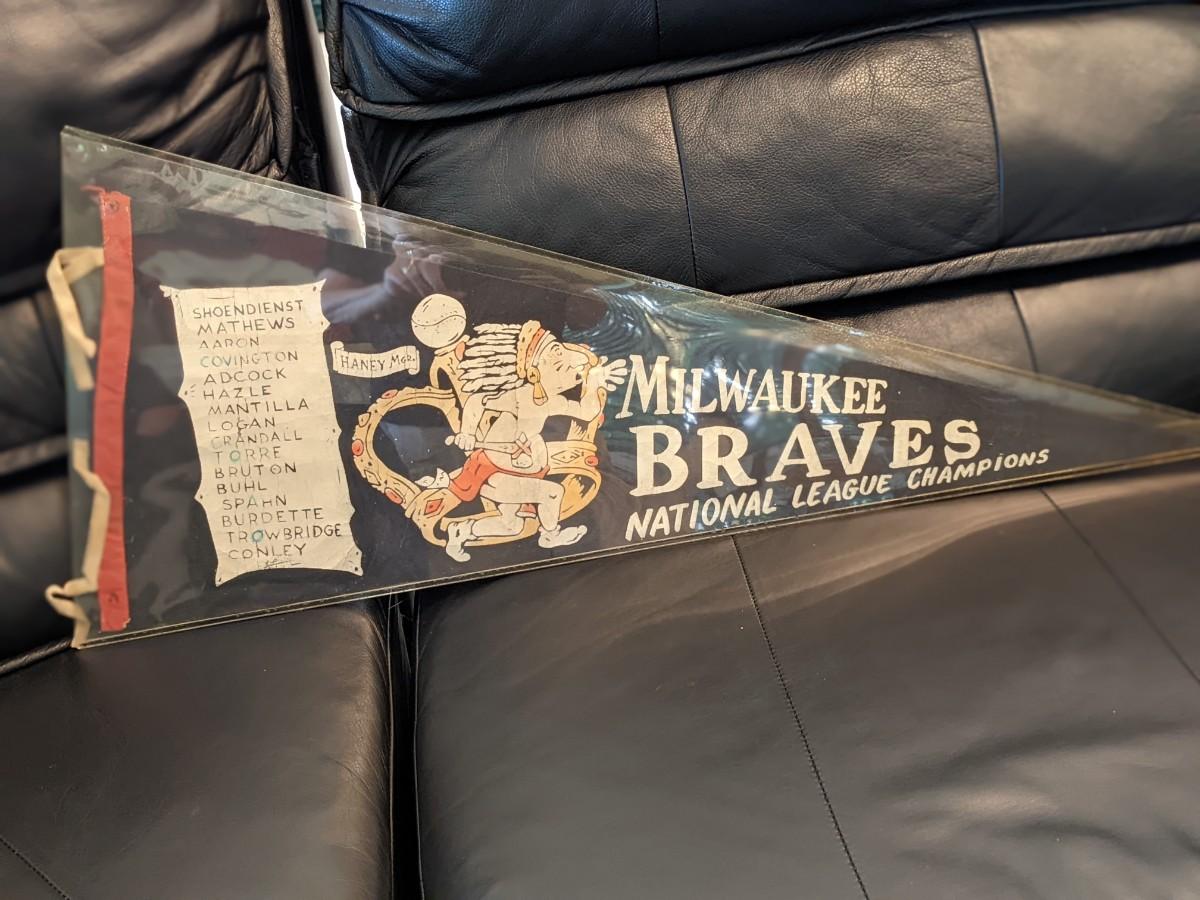 SHOENDIENST
MATHEWS
AARON
COVINGTON
ADCOCK
HAZLE
MANTILLA
LOGAN
CRANDALL
TORRE
BRUTON
BUHL
SPAHN
BURDETTE
TROWBRIDGE
CONLEY
HANEY MGR.
MILWAUKEE
BRAVES
NATIONAL LEAGUE CHAMPIONS